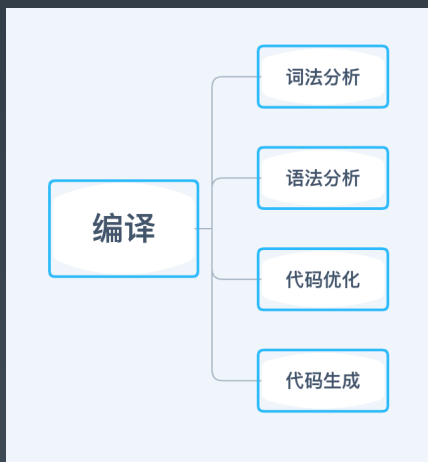 编译
词法分析
语法分析
代码优化
代码生成